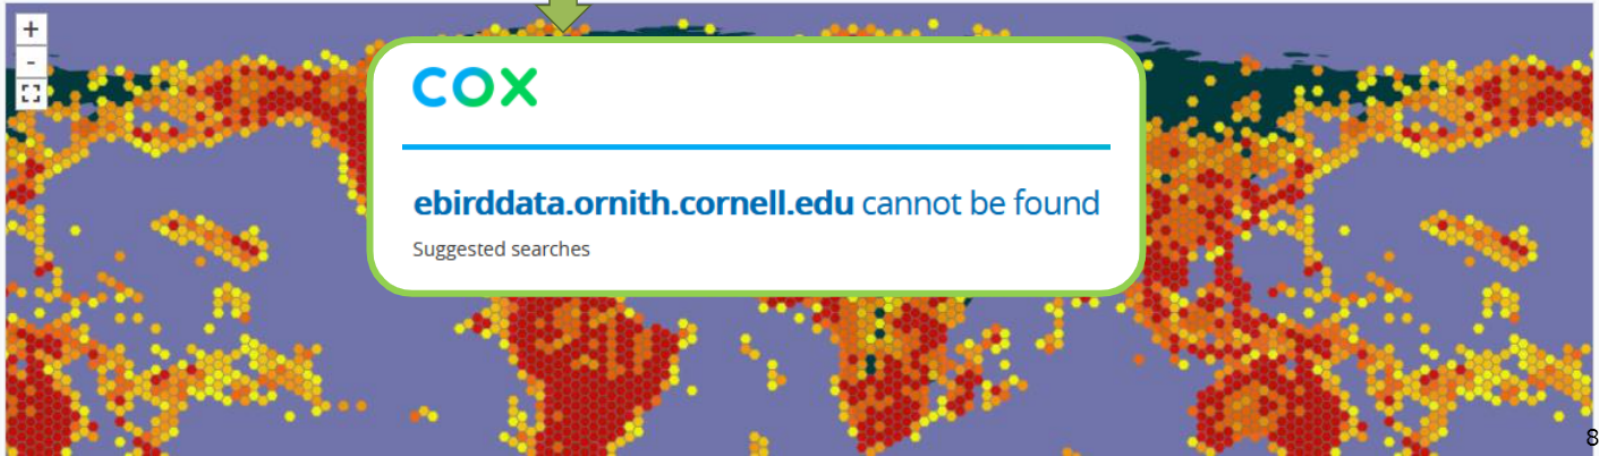 +
-
COX
ebirddata.ornith.cornell.edu cannot be found
Suggested searches
8